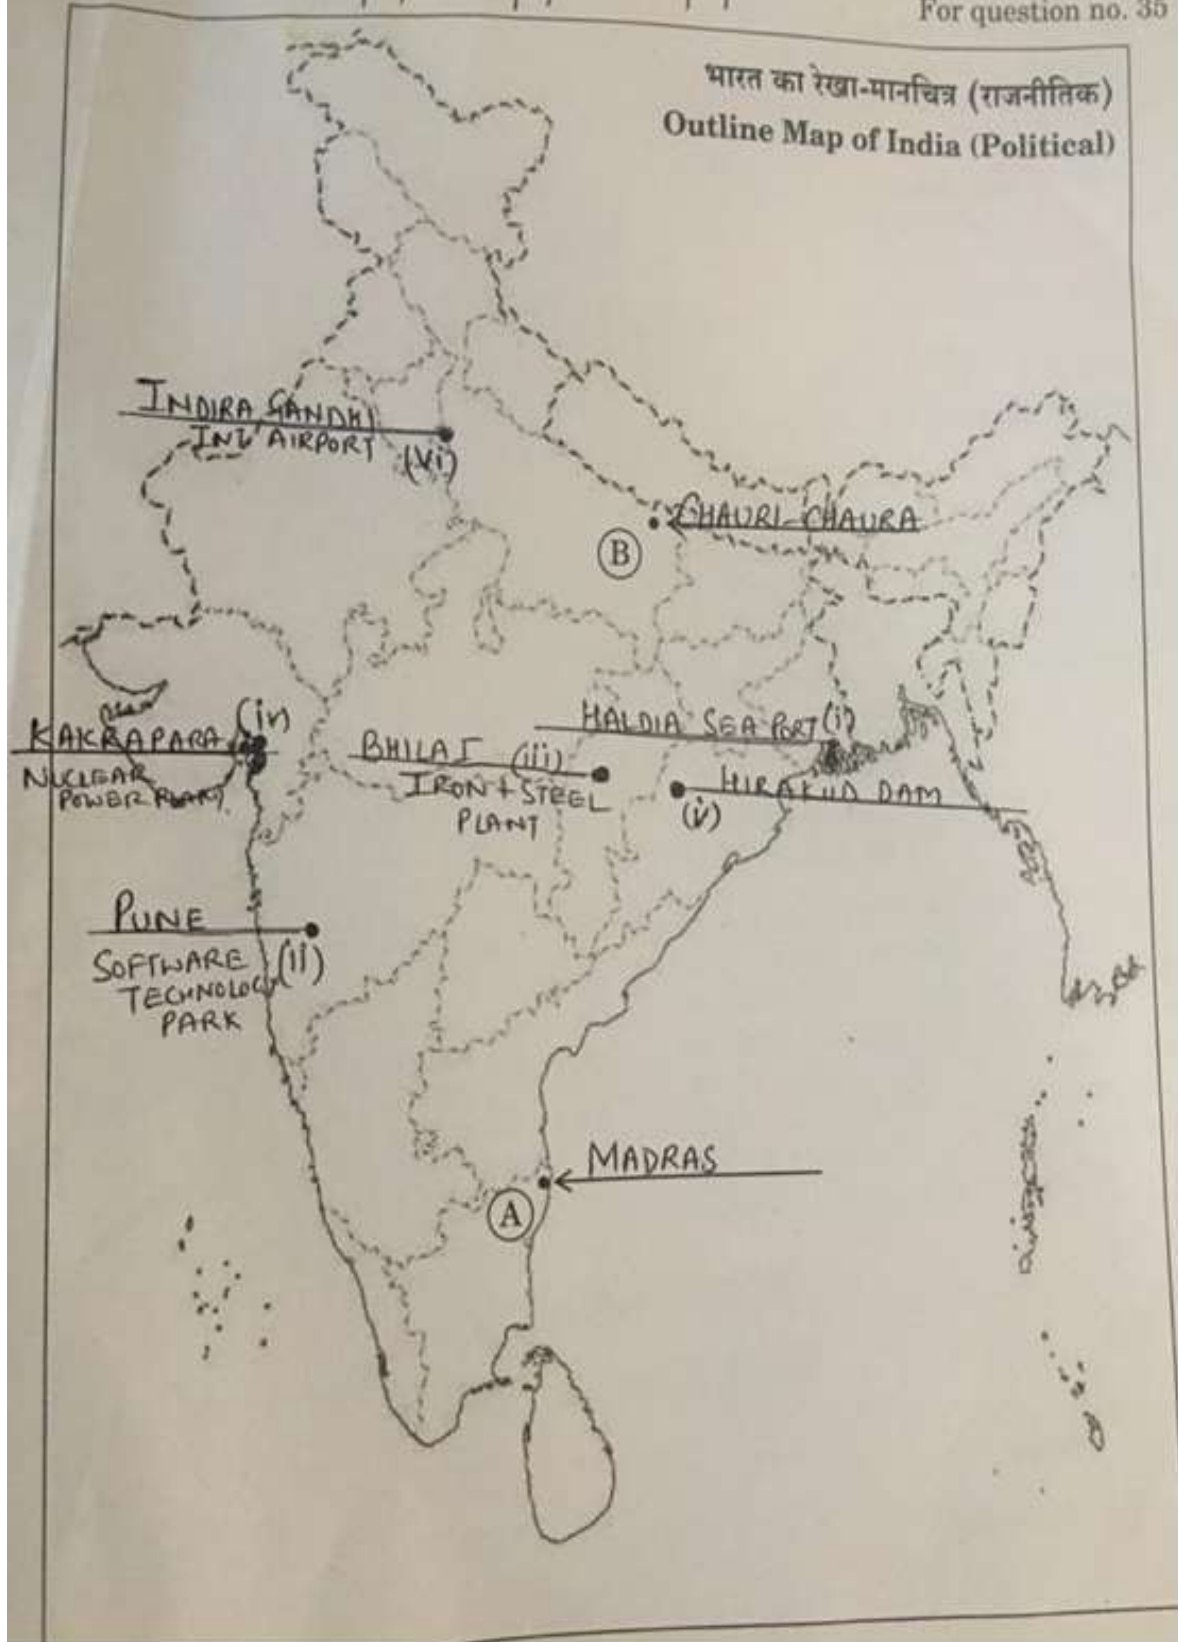 For question no. 35
भारत का रेखा-मानचित्र (राजनीतिक)
Outline Map of India (Political)
INDIRA GANDHI
INT AIRPORT
(vi)
CHAURI-CHAURA
B
HALDIA SEA PORT (i)
KAKRAPARA (iv)
NUCLEAR
POWER PLANT
BHILAI (iii)
IRON + STEEL
PLANT
HIRAKUD DAM
(v)
PUNE
SOFTWARE (ii)
TECHNOLOGY
PARK
MADRAS
A